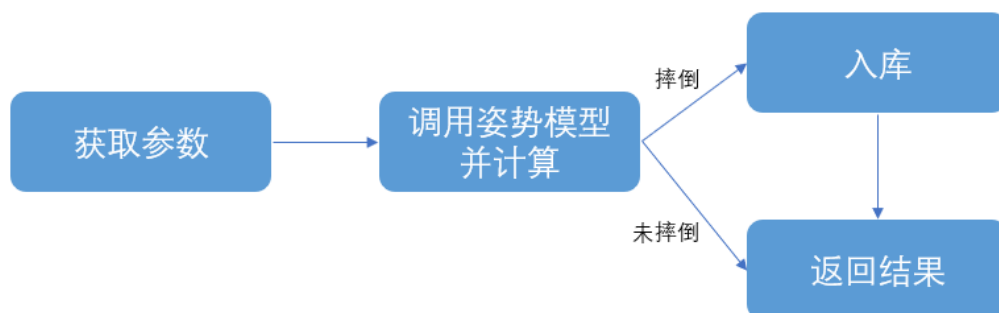 获取参数
调用姿势模型
并计算
摔倒
入库
未摔倒
返回结果